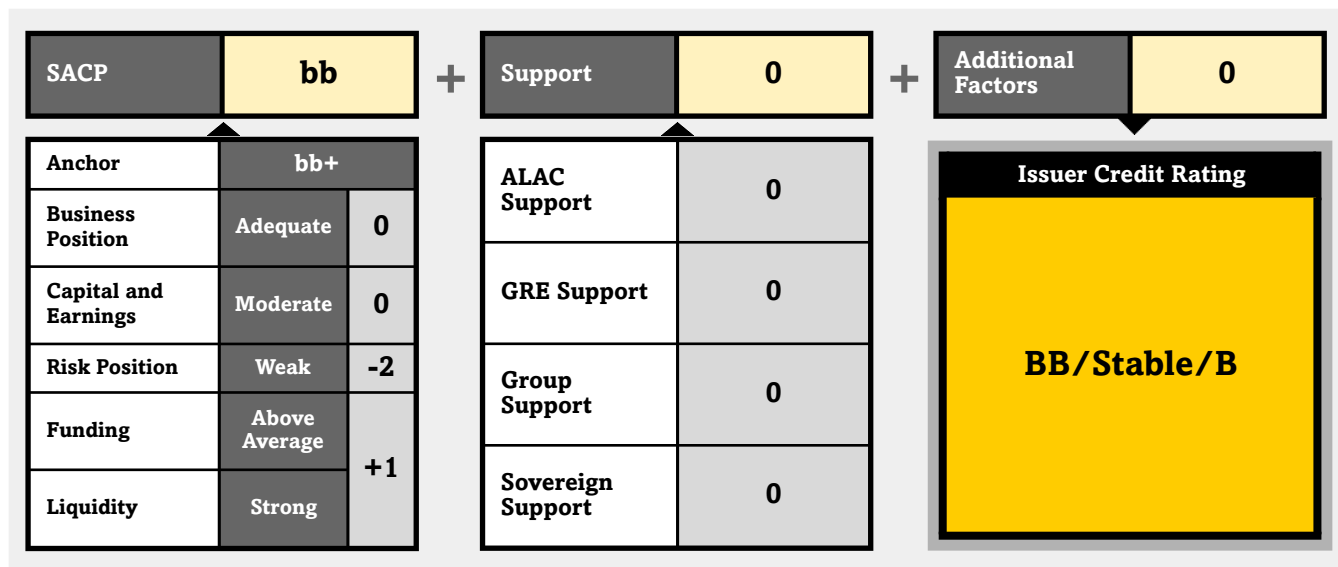 SACP bb + Support 0 + Additional Factors 0
Anchor bb+
Business Position Adequate 0
Capital and Earnings Moderate 0
Risk Position Weak -2
Funding Above Average +1
Liquidity Strong
ALAC Support 0
GRE Support 0
Group Support 0
Sovereign Support 0
Issuer Credit Rating
BB/Stable/B